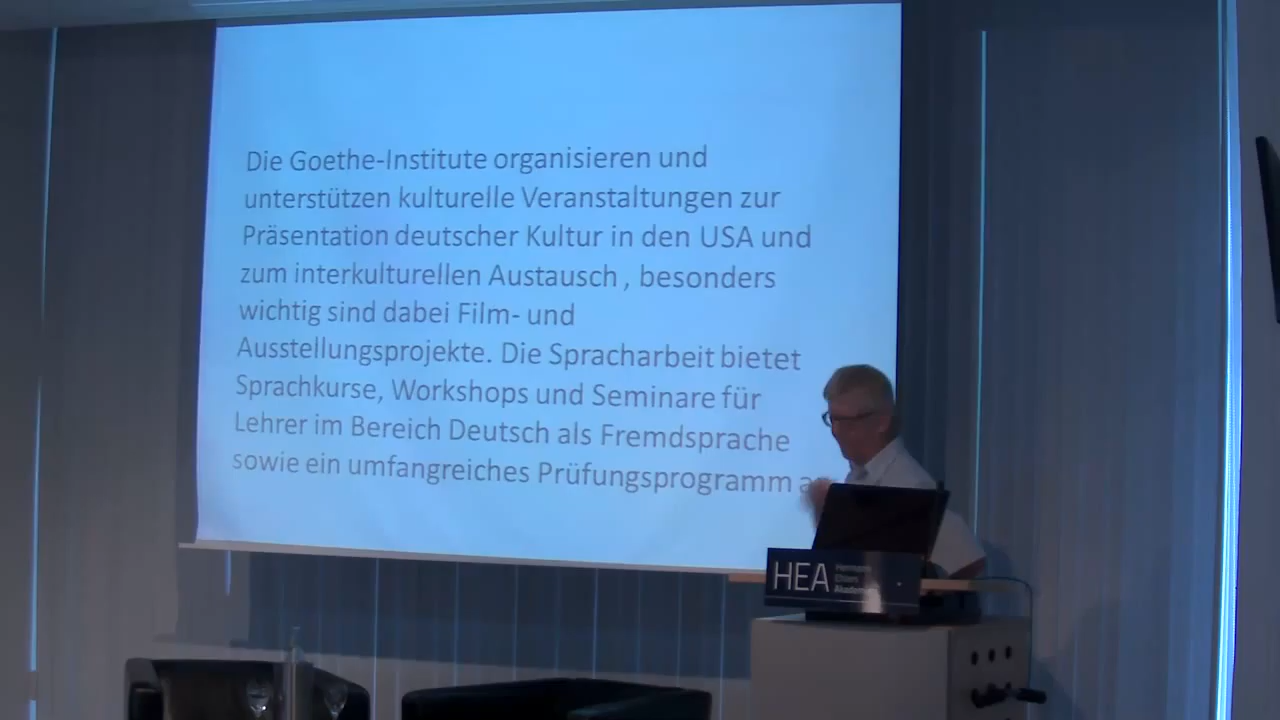 Die Goethe-Institute organisieren und
unterstützen kulturelle Veranstaltungen zur
Präsentation deutscher Kultur in den USA und
zum interkulturellen Austausch , besonders
wichtig sind dabei Film- und
Ausstellungsprojekte. Die Spracharbeit bietet
Sprachkurse, Workshops und Seminare für
Lehrer im Bereich Deutsch als Fremdsprache
sowie ein umfangreiches Prüfungsprogramm
HEA
Hermann
Ehlers